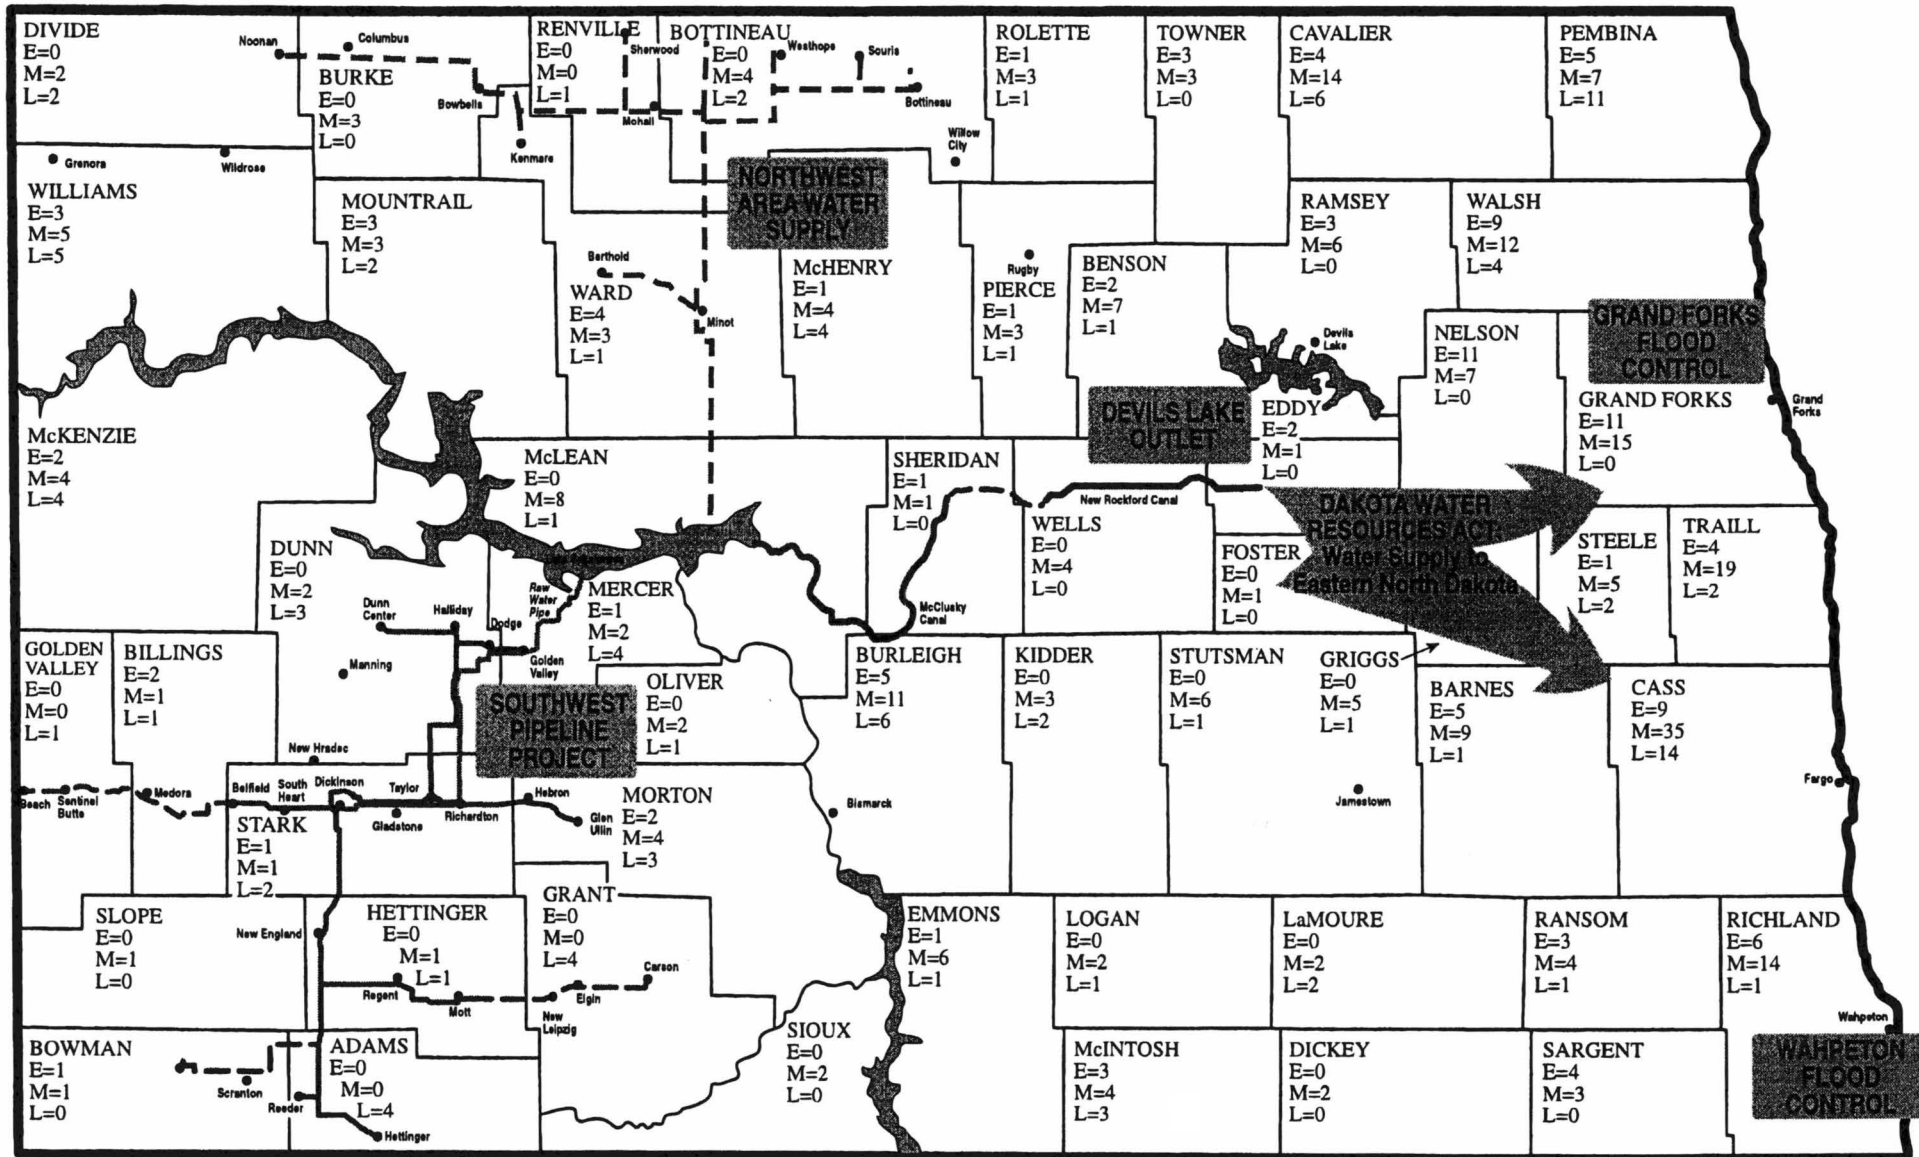 DIVIDE
E=0
M=2
L=2
Noonan
Columbus
BURKE
E=0
M=3
L=0
Bowbells
Kenmare
RENVILLE
E=0
M=0
L=1
Sherwood
Mohall
BOTTINEAU
E=0
M=4
L=2
Westhope
Souris
Bottineau
Willow
City
ROLETTE
E=1
M=3
L=1
TOWNER
E=3
M=3
L=0
CAVALIER
E=4
M=14
L=6
PEMBINA
E=5
M=7
L=11
Grenora
Wildrose
WILLIAMS
E=3
M=5
L=5
MOUNTRAIL
E=3
M=3
L=2
Berthold
WARD
E=4
M=3
L=1
Minot
NORTHWEST
AREA WATER
SUPPLY
McHENRY
E=1
M=4
L=4
Rugby
PIERCE
E=1
M=3
L=1
BENSON
E=2
M=7
L=1
RAMSEY
E=3
M=6
L=0
Devils
Lake
WALSH
E=9
M=12
L=4
NELSON
E=11
M=7
L=0
GRAND FORKS
FLOOD
CONTROL
GRAND FORKS
E=11
M=15
L=0
Grand
Forks
McKENZIE
E=2
M=4
L=4
McLEAN
E=0
M=8
L=1
SHERIDAN
E=1
M=1
L=0
DEVILS LAKE
OUTLET
EDDY
E=2
M=1
L=0
New Rockford Canal
WELLS
E=0
M=4
L=0
FOSTER
E=0
M=1
L=0
DAKOTA WATER
RESOURCES ACT-
Water Supply to
Eastern North Dakota
STEELE
E=1
M=5
L=2
TRAILL
E=4
M=19
L=2
DUNN
E=0
M=2
L=3
Dunn
Center
Halliday
Dodge
Manning
Raw
Water
Pipe
Golden
Valley
MERCER
E=1
M=2
L=4
McClusky
Canal
GOLDEN
VALLEY
E=0
M=0
L=1
BILLINGS
E=2
M=1
L=1
SOUTHWEST
PIPELINE
PROJECT
OLIVER
E=0
M=2
L=1
BURLEIGH
E=5
M=11
L=6
Bismarck
KIDDER
E=0
M=3
L=2
STUTSMAN
E=0
M=6
L=1
Jamestown
GRIGGS
E=0
M=5
L=1
BARNES
E=5
M=9
L=1
CASS
E=9
M=35
L=14
Fargo
New Hradec
Beach
Sentinel
Butte
Medora
Belfield
South
Heart
Dickinson
Taylor
Gladstone
Richardton
Hebron
Glen
Ullin
STARK
E=1
M=1
L=2
MORTON
E=2
M=4
L=3
SLOPE
E=0
M=1
L=0
New England
HETTINGER
E=0
M=1
L=1
Regent
Mott
GRANT
E=0
M=0
L=4
New
Leipzig
Elgin
Carson
EMMONS
E=1
M=6
L=1
LOGAN
E=0
M=2
L=1
LaMOURE
E=0
M=2
L=2
RANSOM
E=3
M=4
L=1
RICHLAND
E=6
M=14
L=1
Wahpeton
BOWMAN
E=1
M=1
L=0
Scranton
ADAMS
E=0
M=0
L=4
Reeder
Hettinger
SIOUX
E=0
M=2
L=0
McINTOSH
E=3
M=4
L=3
DICKEY
E=0
M=2
L=0
SARGENT
E=4
M=3
L=0
WAHPETON
FLOOD
CONTROL